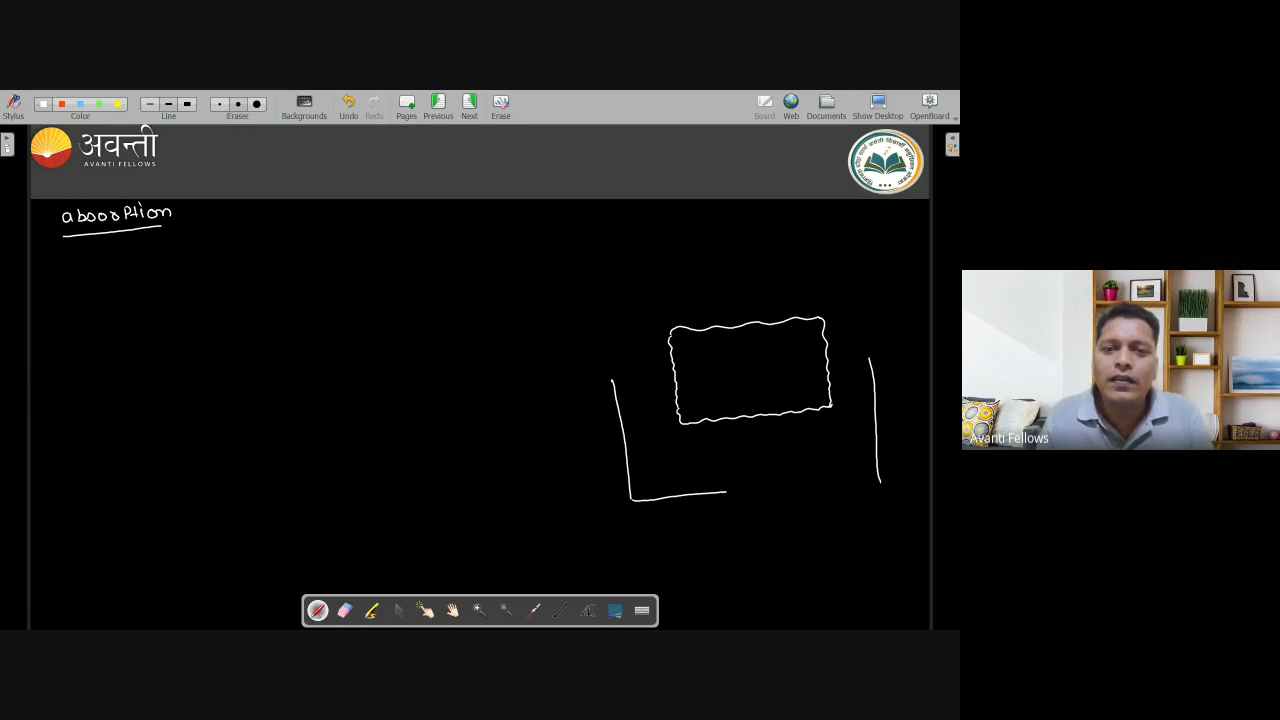 Stylus
Color
Line
Eraser
Backgrounds
Undo
Redo
Pages
Previous
Next
Erase
Board
Web
Documents
Show Desktop
OpenBoard
अवन्ती
AVANTI FELLOWS
absorption
Avanti Fellows